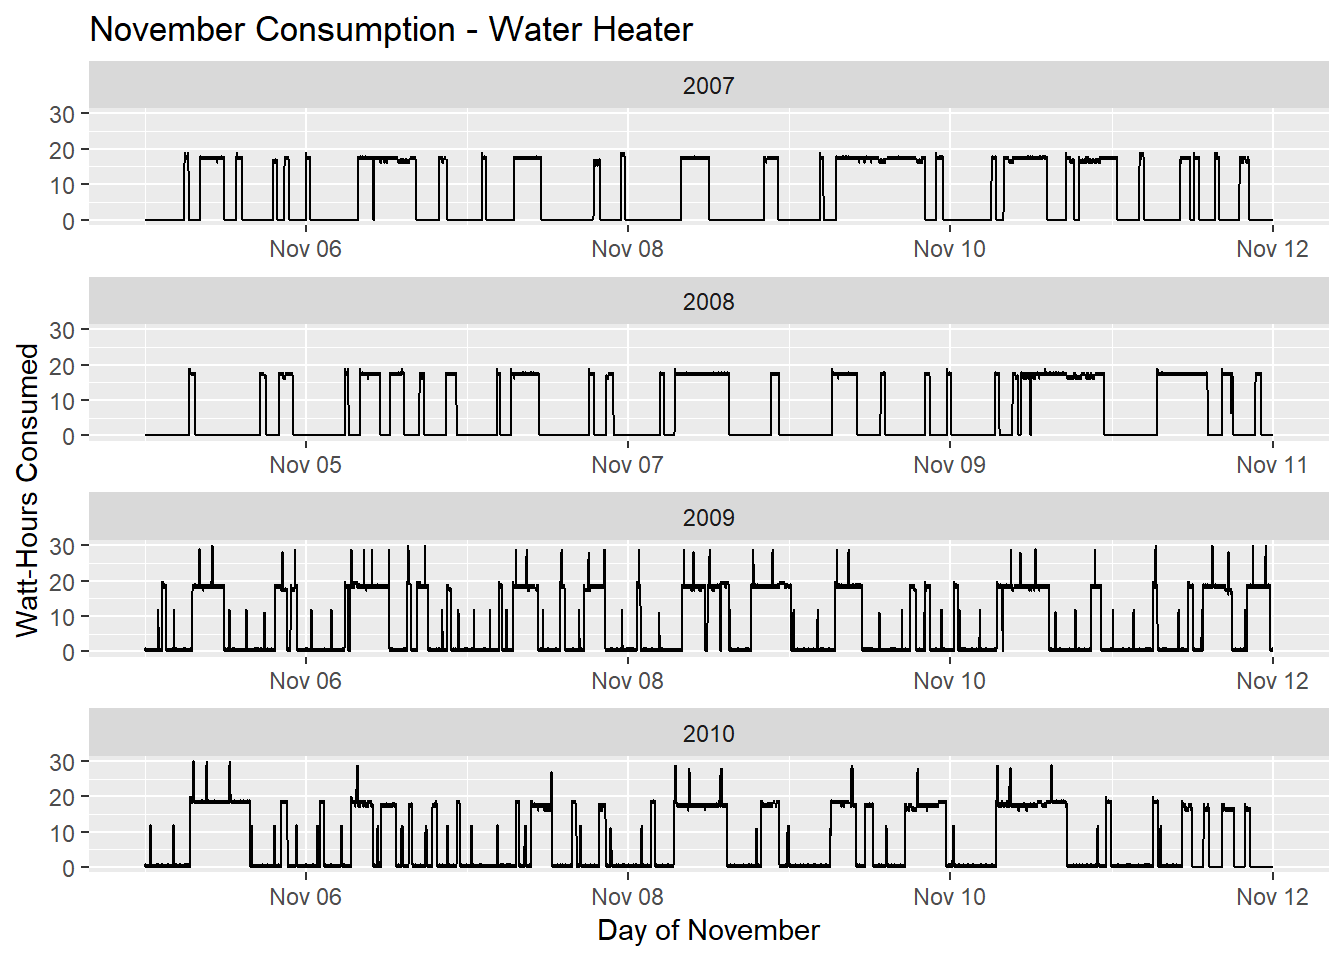 November Consumption - Water Heater
2007
30
20
10
0
Nov 06 Nov 08 Nov 10 Nov 12
2008
30
20
10
0
Nov 05 Nov 07 Nov 09 Nov 11
Watt-Hours Consumed
2009
30
20
10
0
Nov 06 Nov 08 Nov 10 Nov 12
2010
30
20
10
0
Nov 06 Nov 08 Nov 10 Nov 12
Day of November